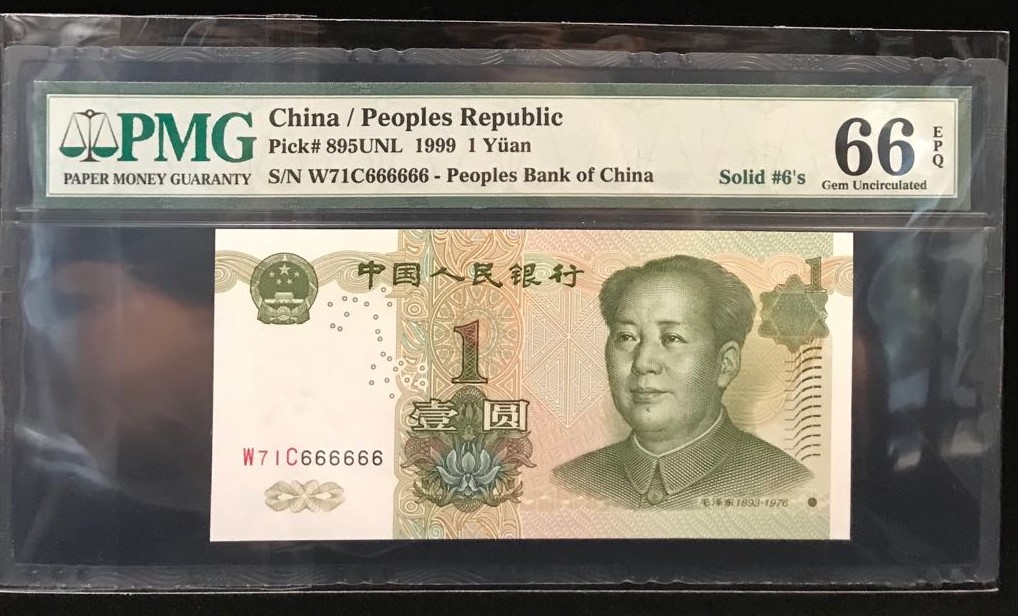 PMG
PAPER MONEY GUARANTY
China / Peoples Republic
Pick# 895UNL 1999 1 Yüan
S/N W71C666666 - Peoples Bank of China
Solid #6's
66
EPQ
Gem Uncirculated
中国人民银行
1
1
壹圆
W71C666666
毛泽东1893-1976